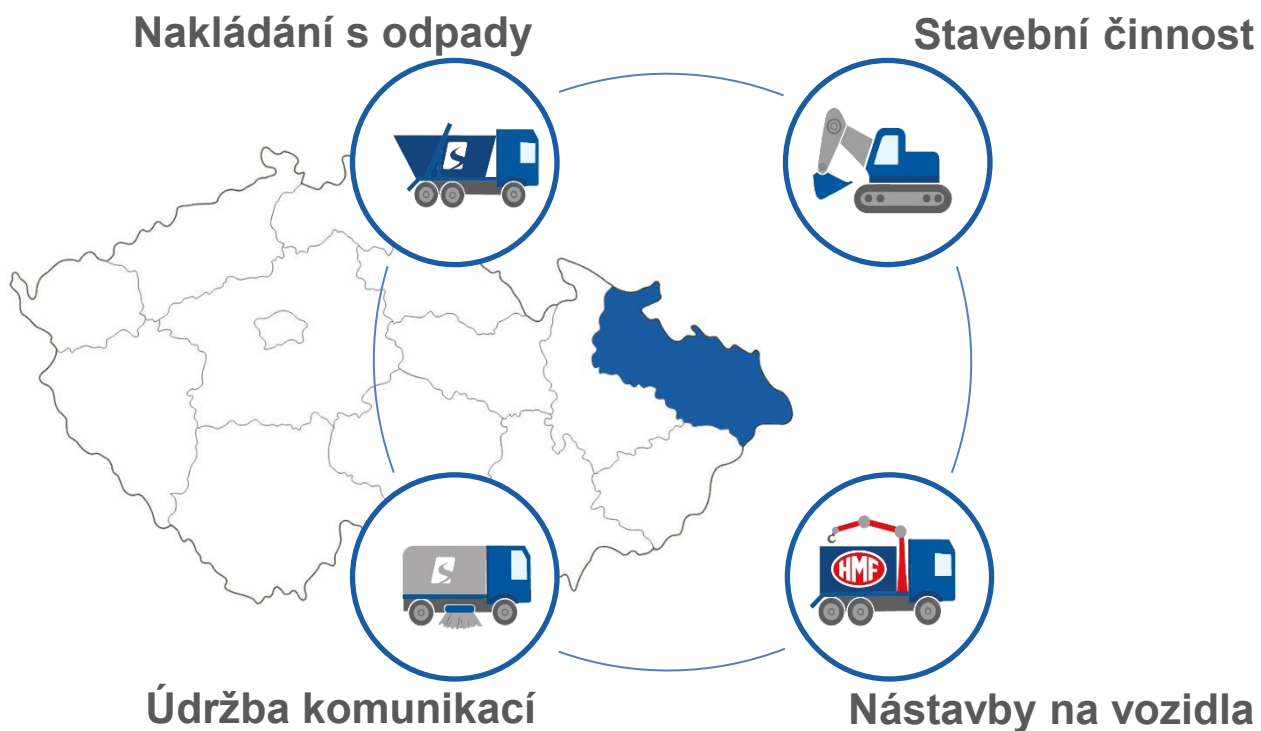 Nakládání s odpady
Stavební činnost
HMF
Údržba komunikací
Nástavby na vozidla